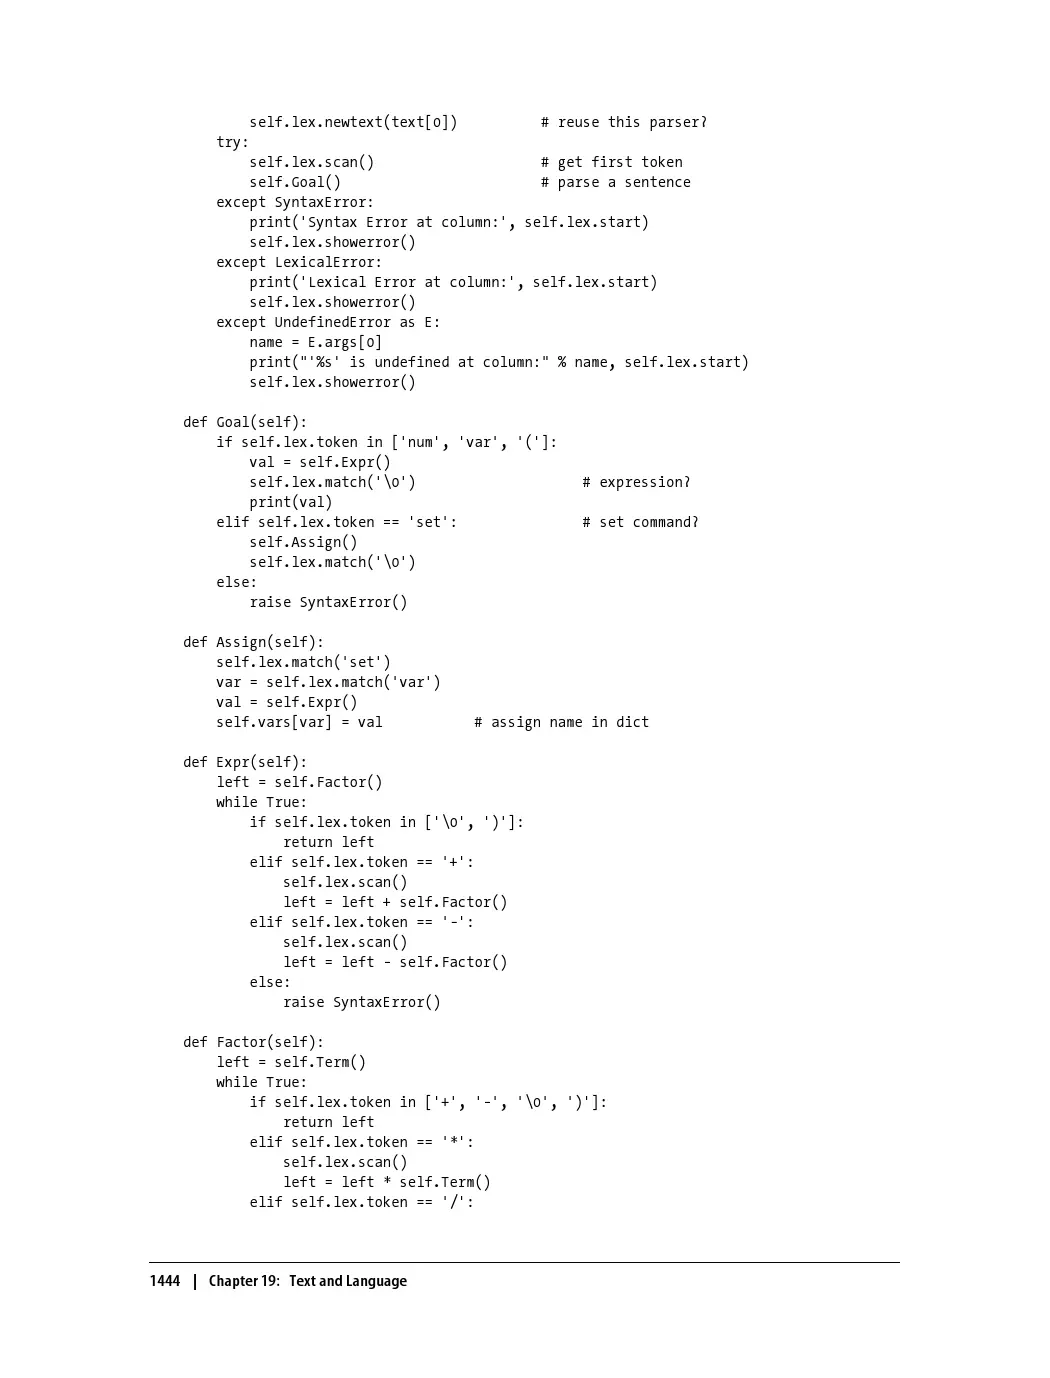 self.lex.newtext(text[0])          # reuse this parser?
    try:
        self.lex.scan()                    # get first token
        self.Goal()                        # parse a sentence
    except SyntaxError:
        print('Syntax Error at column:', self.lex.start)
        self.lex.showerror()
    except LexicalError:
        print('Lexical Error at column:', self.lex.start)
        self.lex.showerror()
    except UndefinedError as E:
        name = E.args[0]
        print("'%s' is undefined at column:" % name, self.lex.start)
        self.lex.showerror()

def Goal(self):
    if self.lex.token in ['num', 'var', '(']:
        val = self.Expr()
        self.lex.match('\0')                    # expression?
        print(val)
    elif self.lex.token == 'set':               # set command?
        self.Assign()
        self.lex.match('\0')
    else:
        raise SyntaxError()

def Assign(self):
    self.lex.match('set')
    var = self.lex.match('var')
    val = self.Expr()
    self.vars[var] = val           # assign name in dict

def Expr(self):
    left = self.Factor()
    while True:
        if self.lex.token in ['\0', ')']:
            return left
        elif self.lex.token == '+':
            self.lex.scan()
            left = left + self.Factor()
        elif self.lex.token == '-':
            self.lex.scan()
            left = left - self.Factor()
        else:
            raise SyntaxError()

def Factor(self):
    left = self.Term()
    while True:
        if self.lex.token in ['+', '-', '\0', ')']:
            return left
        elif self.lex.token == '*':
            self.lex.scan()
            left = left * self.Term()
        elif self.lex.token == '/':

1444 | Chapter 19: Text and Language